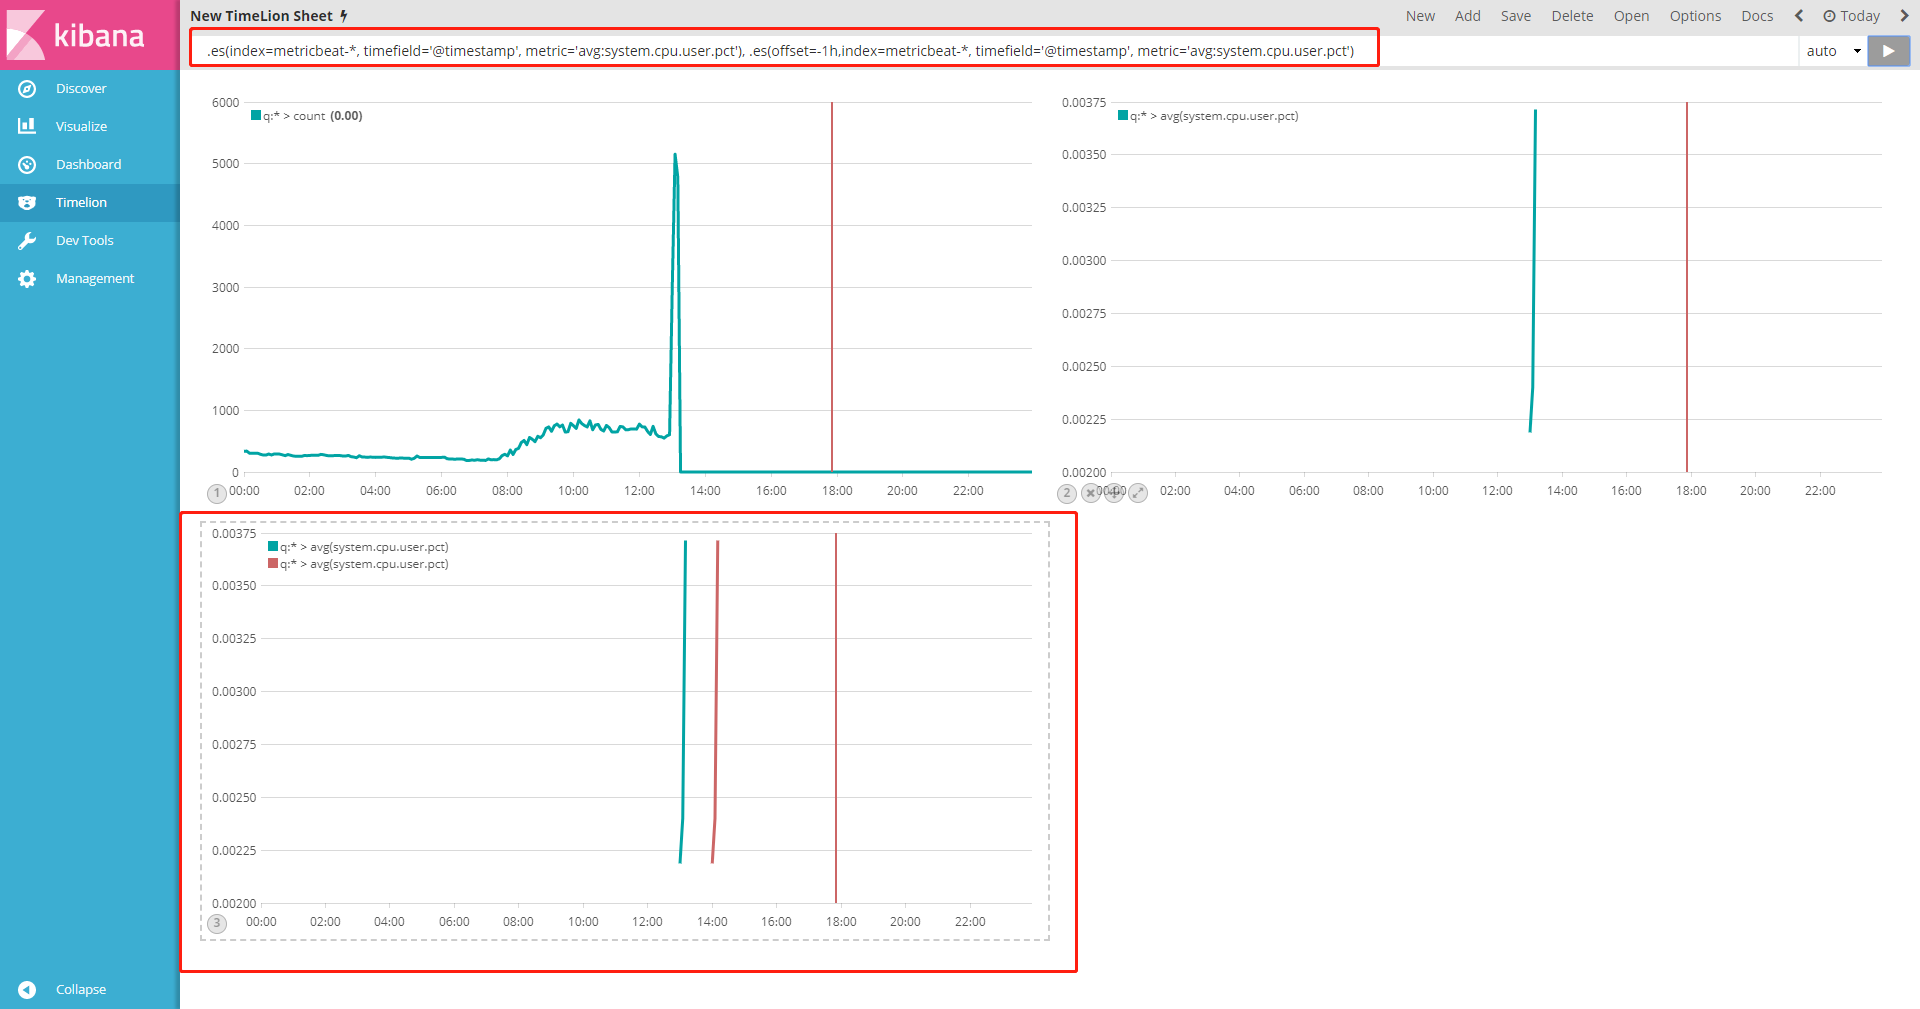 kibana
Discover
Visualize
Dashboard
Timelion
Dev Tools
Management
Collapse
New TimeLion Sheet
New Add Save Delete Open Options Docs Today
.es(index=metricbeat-*, timefield='@timestamp', metric='avg:system.cpu.user.pct'), .es(offset=-1h,index=metricbeat-*, timefield='@timestamp', metric='avg:system.cpu.user.pct')
auto
q:* > count (0.00)
6000
5000
4000
3000
2000
1000
0
1
00:00 02:00 04:00 06:00 08:00 10:00 12:00 14:00 16:00 18:00 20:00 22:00
q:* > avg(system.cpu.user.pct)
0.00375
0.00350
0.00325
0.00300
0.00275
0.00250
0.00225
0.00200
2
00:00 02:00 04:00 06:00 08:00 10:00 12:00 14:00 16:00 18:00 20:00 22:00
q:* > avg(system.cpu.user.pct)
q:* > avg(system.cpu.user.pct)
0.00375
0.00350
0.00325
0.00300
0.00275
0.00250
0.00225
0.00200
3
00:00 02:00 04:00 06:00 08:00 10:00 12:00 14:00 16:00 18:00 20:00 22:00